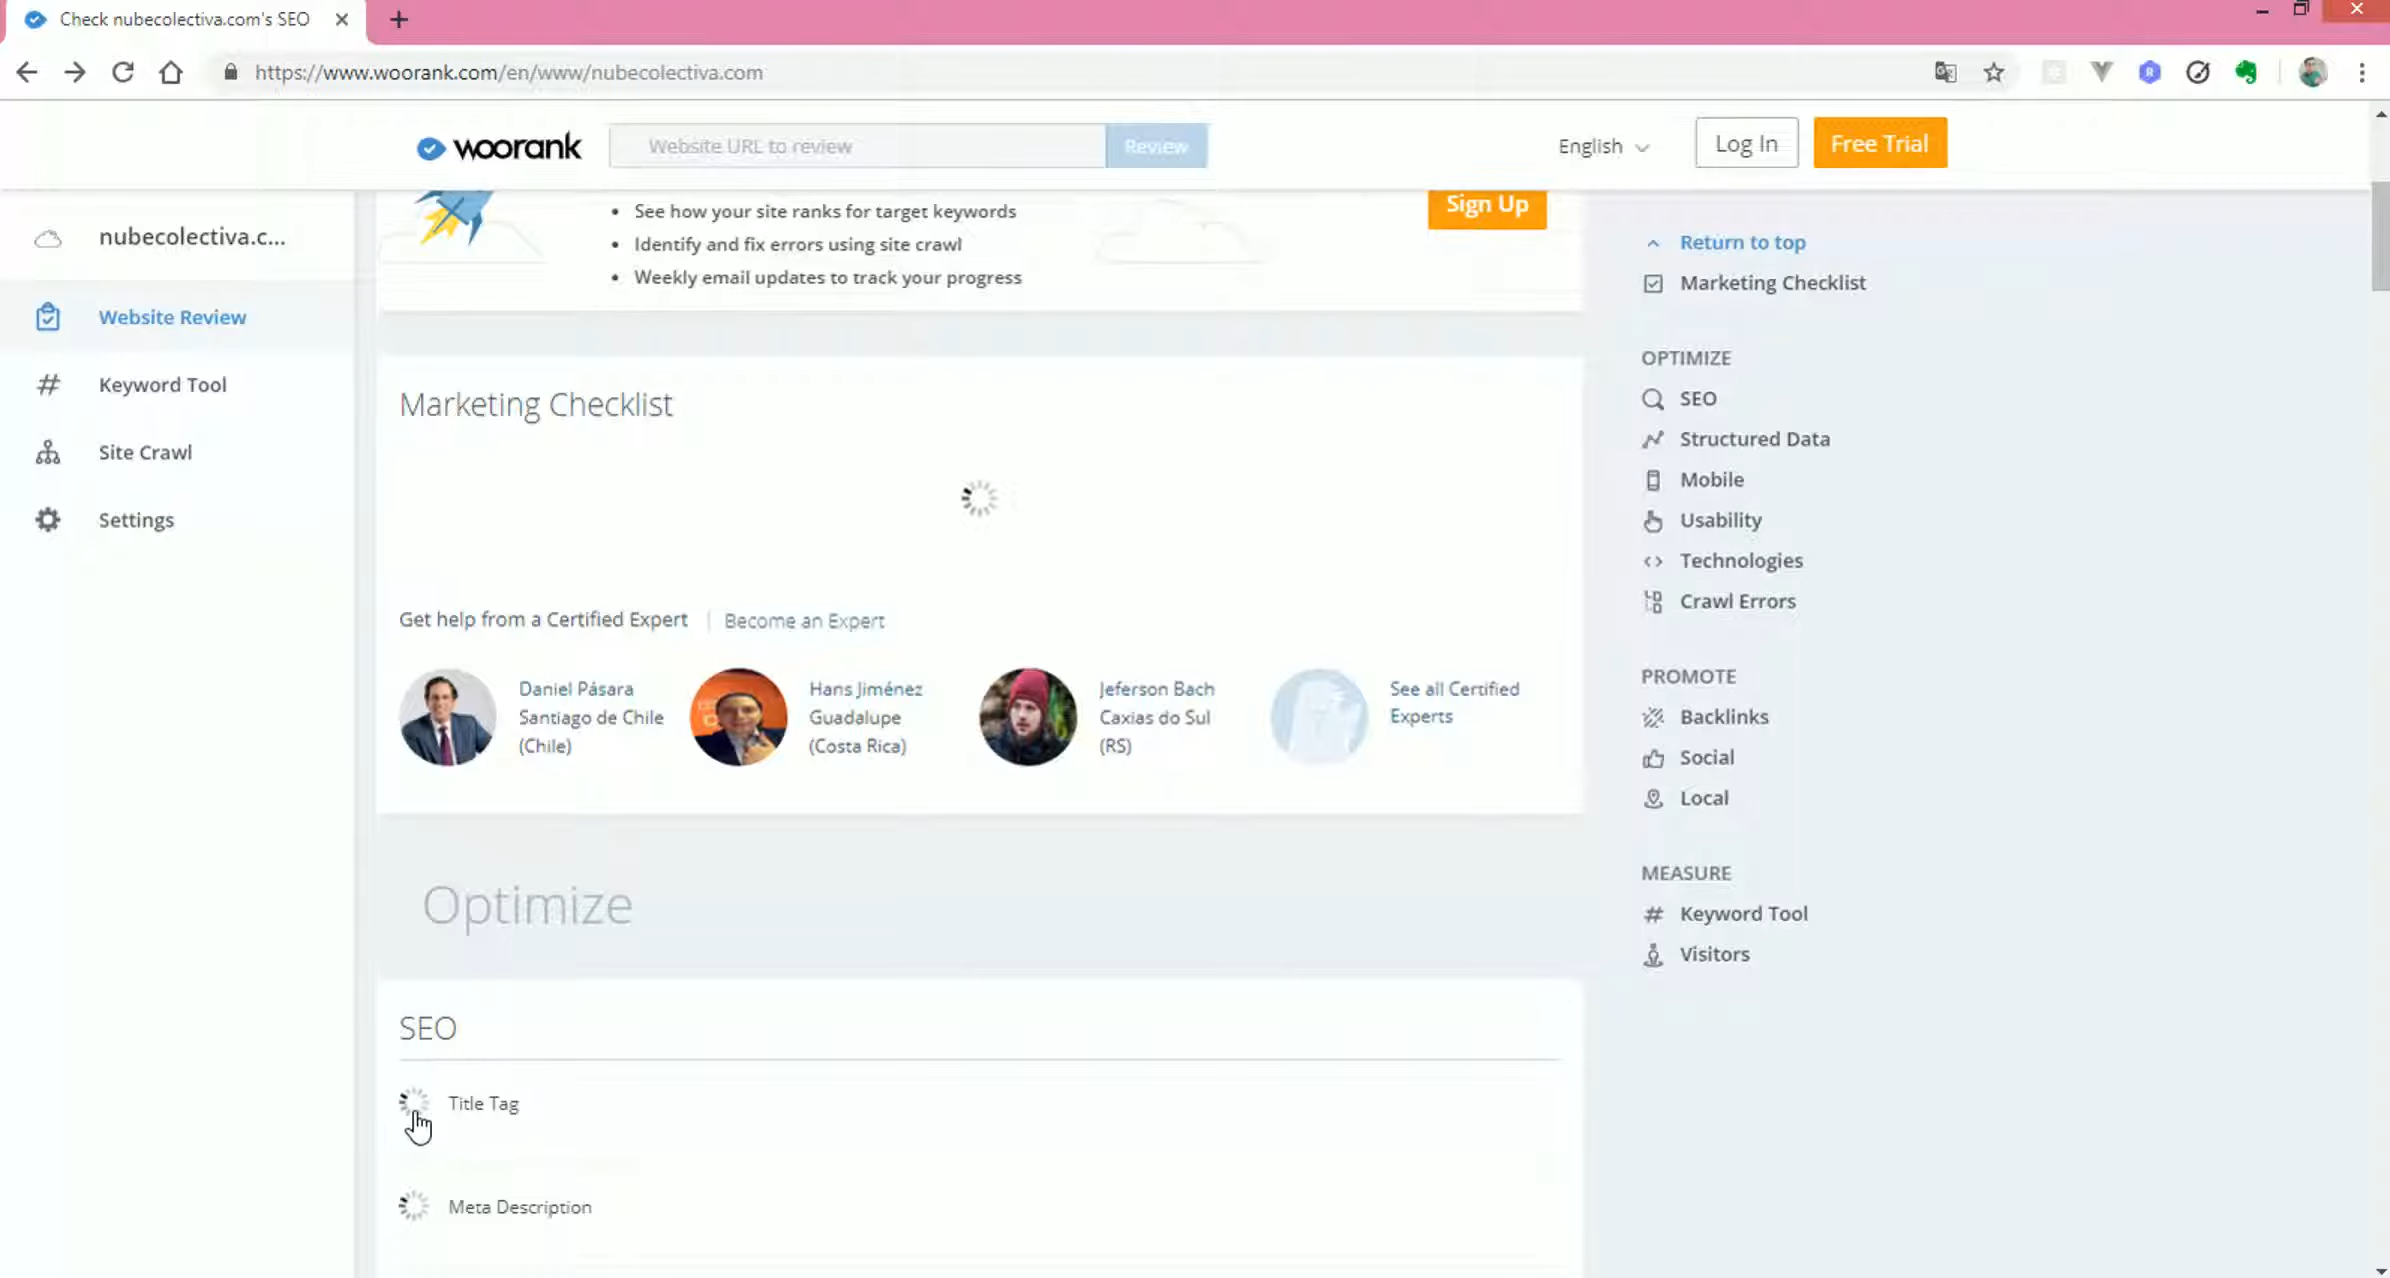 Check nubecolectiva.com's SEO
https://www.woorank.com/en/www/nubecolectiva.com
woorank
Website URL to review
Review
English
Log In
Free Trial
nubecolectiva.c...
Website Review
Keyword Tool
Site Crawl
Settings
See how your site ranks for target keywords
Identify and fix errors using site crawl
Weekly email updates to track your progress
Sign Up
Marketing Checklist
Get help from a Certified Expert
Become an Expert
Daniel Pásara
Santiago de Chile
(Chile)
Hans Jiménez
Guadalupe
(Costa Rica)
Jeferson Bach
Caxias do Sul
(RS)
See all Certified
Experts
Optimize
SEO
Title Tag
Meta Description
Return to top
Marketing Checklist
OPTIMIZE
SEO
Structured Data
Mobile
Usability
Technologies
Crawl Errors
PROMOTE
Backlinks
Social
Local
MEASURE
Keyword Tool
Visitors